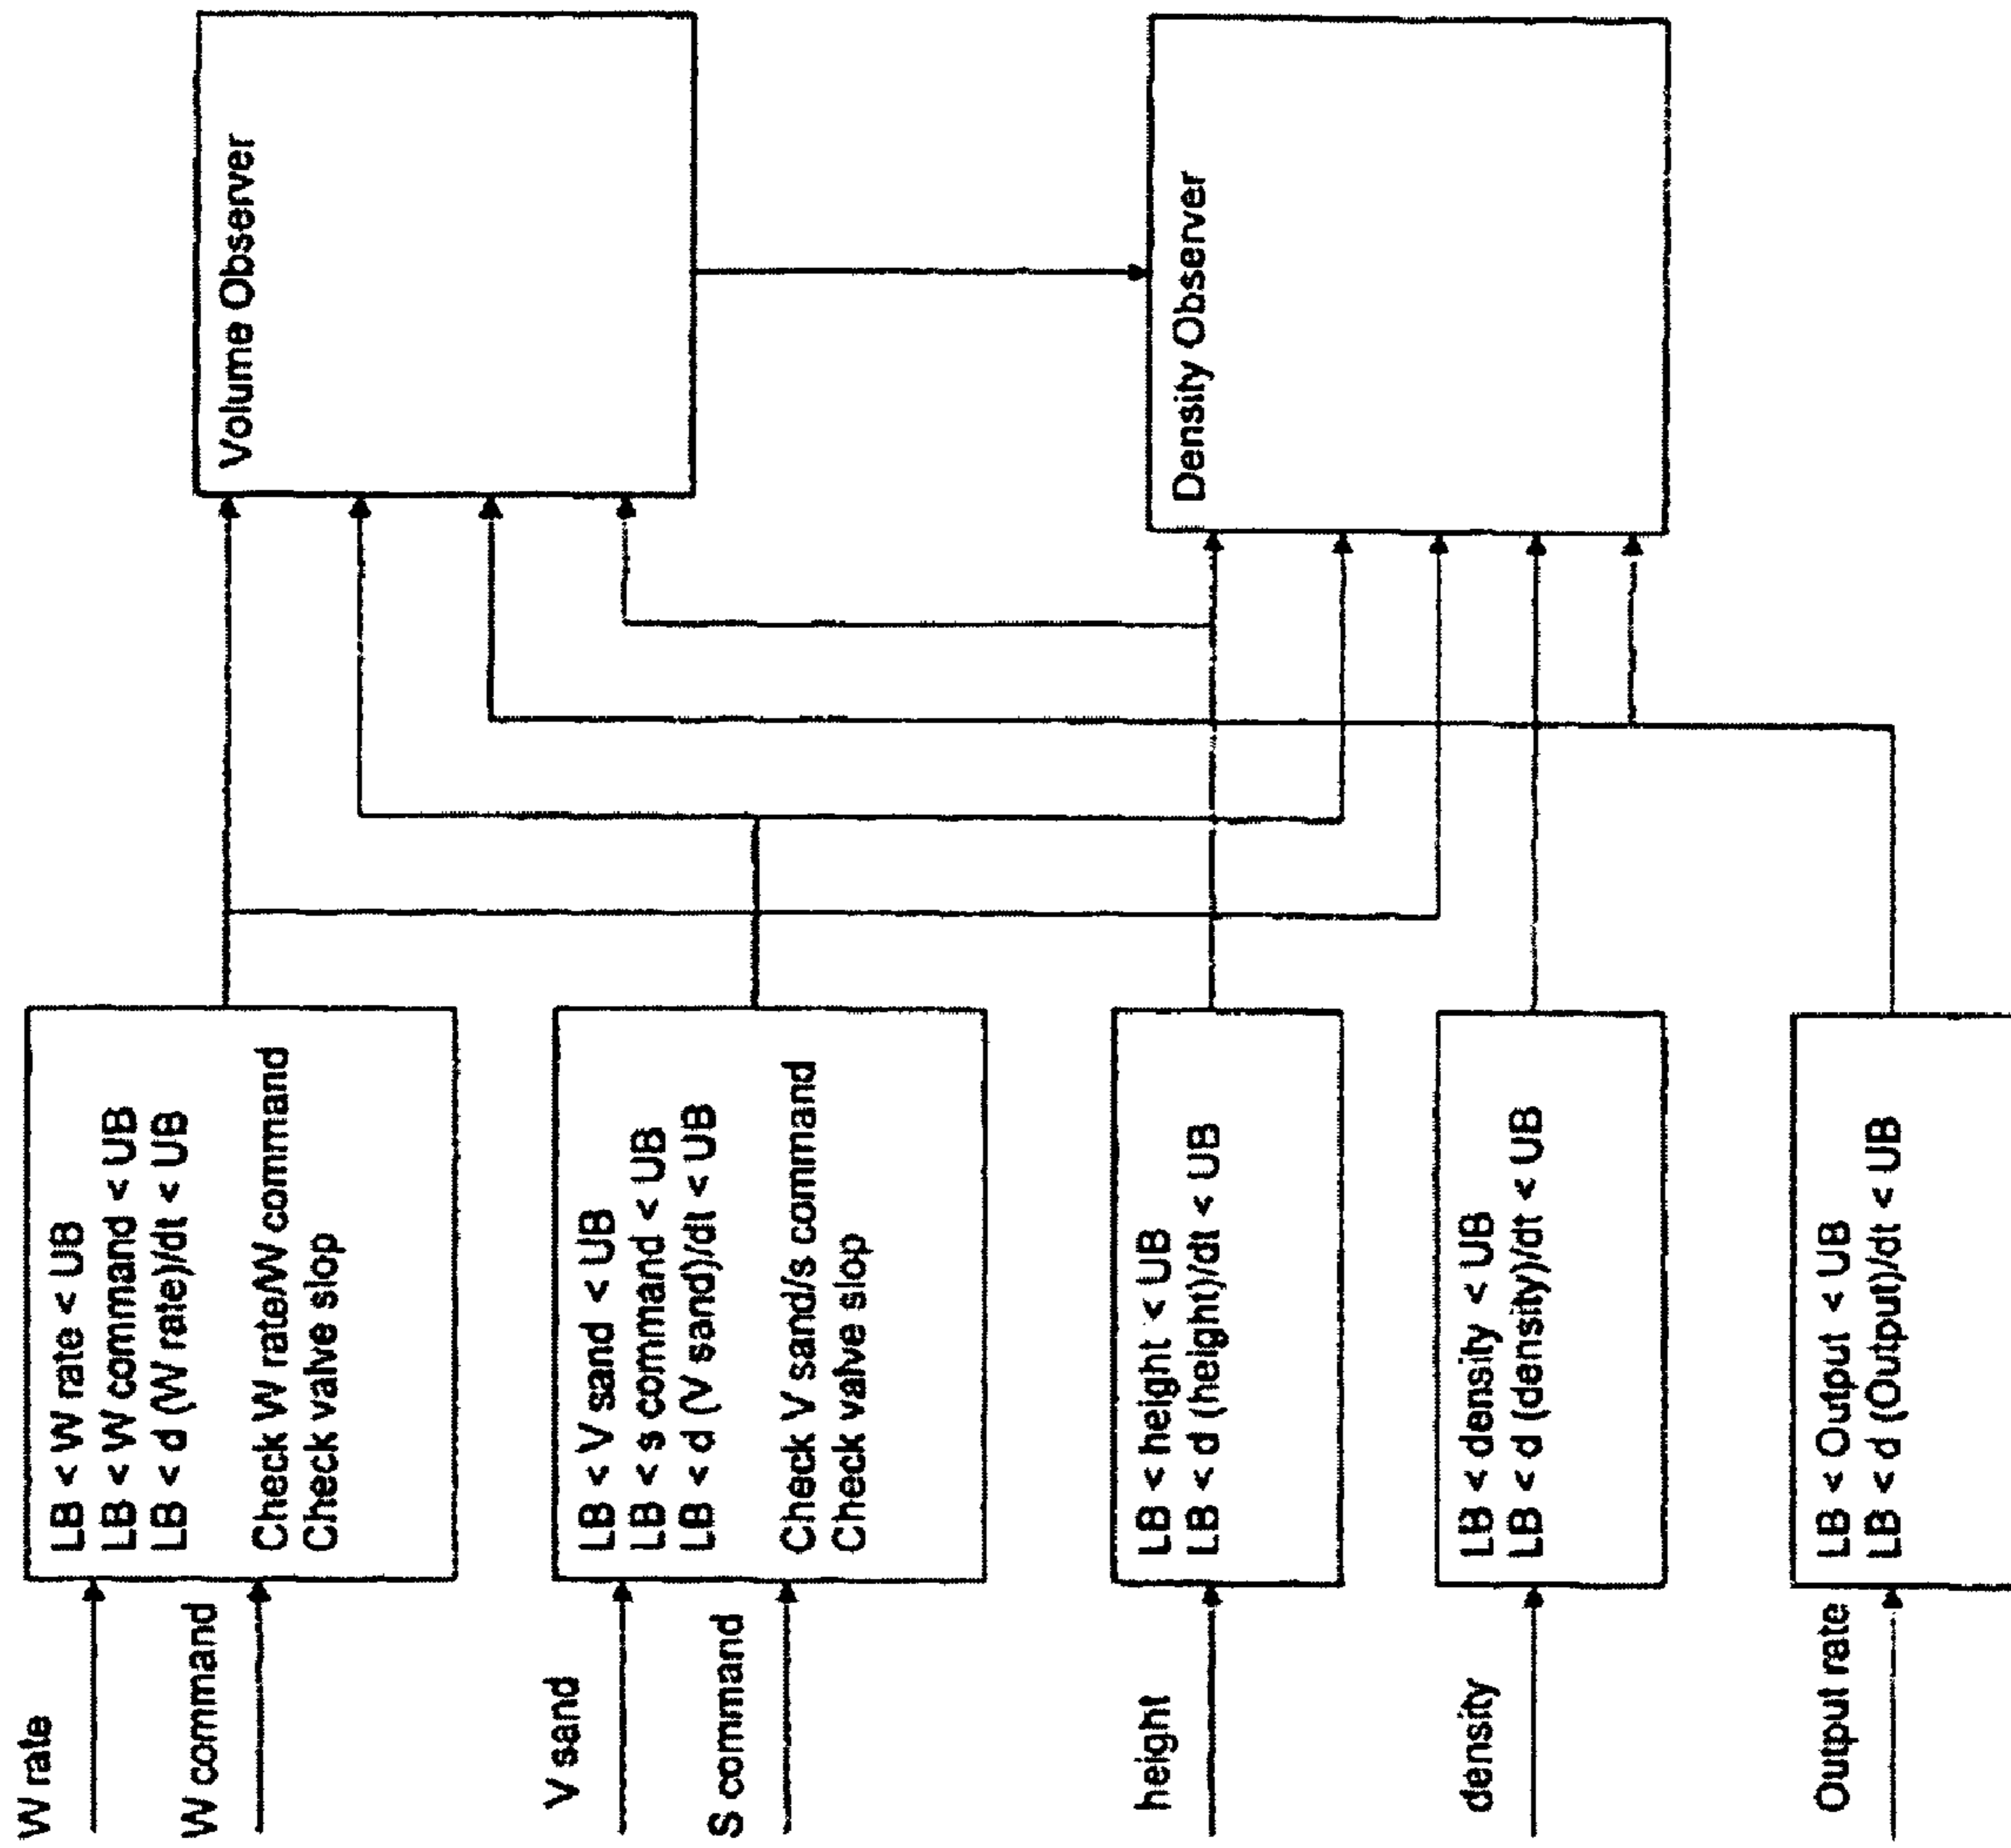 W rate
W command
LB < W rate < UB
LB < W command < UB
LB < d (W rate)/dt < UB
Check W rate/W command
Check valve slop
V sand
S command
LB < V sand < UB
LB < s command < UB
LB < d (V sand)/dt < UB
Check V sand/s command
Check valve slop
height
LB < height < UB
LB < d (height)/dt < UB
density
LB < density < UB
LB < d (density)/dt < UB
Output rate
LB < Output < UB
LB < d (Output)/dt < UB
Volume Observer
Density Observer